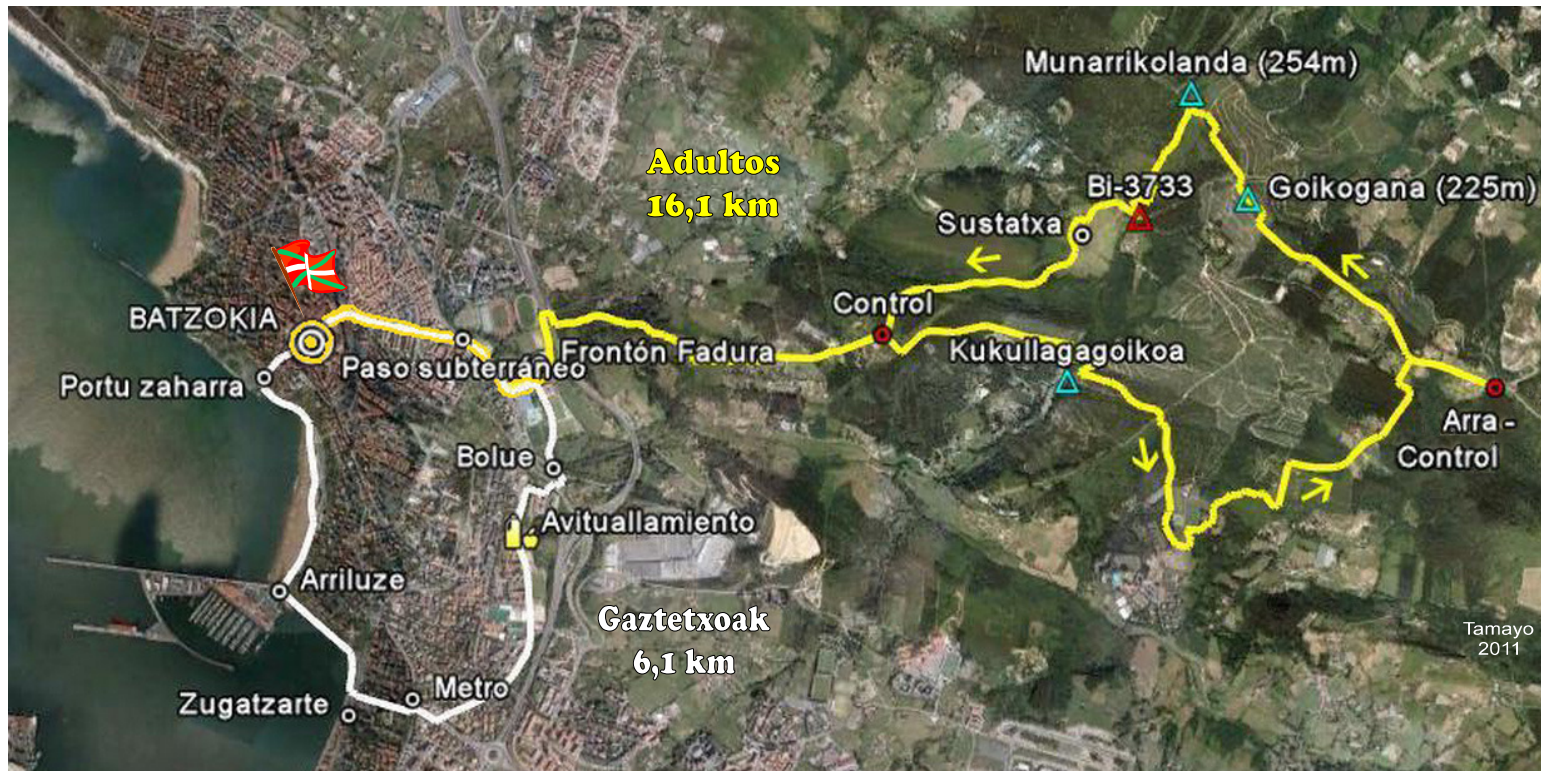 Munarrikolanda (254m)
Adultos
16,1 km
Bi-3733
Goikogana (225m)
Sustatxa
Control
BATZOKIA
Paso subterráneo
Frontón Fadura
Kukullagagoikoa
Portu zaharra
Arra -
Control
Bolue
Avituallamiento
Arriluze
Gaztetxoak
6,1 km
Tamayo
2011
Metro
Zugatzarte